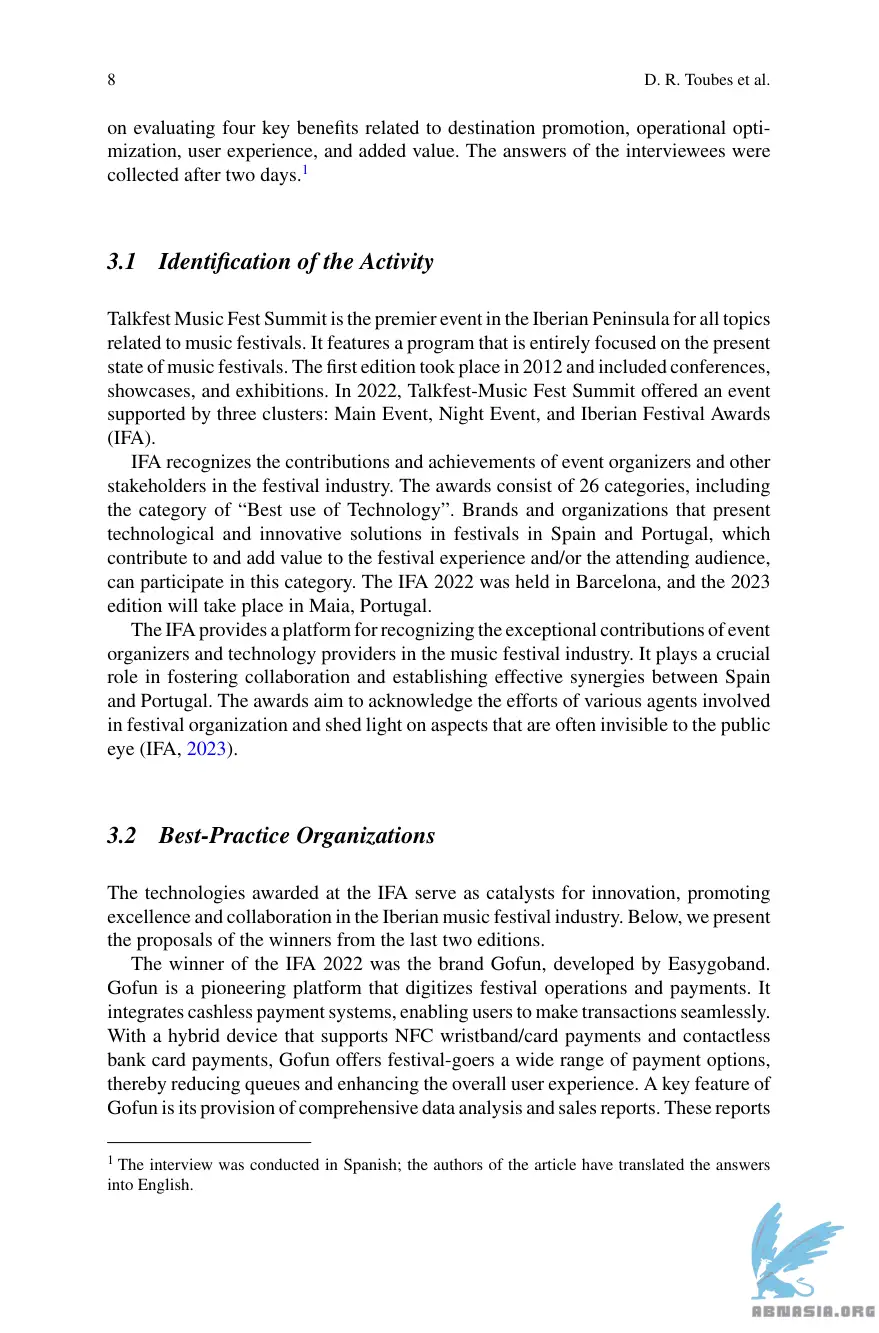 8 D. R. Toubes et al.
on evaluating four key benefits related to destination promotion, operational opti-
mization, user experience, and added value. The answers of the interviewees were
collected after two days.1
3.1 Identification of the Activity
Talkfest Music Fest Summit is the premier event in the Iberian Peninsula for all topics
related to music festivals. It features a program that is entirely focused on the present
state of music festivals. The first edition took place in 2012 and included conferences,
showcases, and exhibitions. In 2022, Talkfest-Music Fest Summit offered an event
supported by three clusters: Main Event, Night Event, and Iberian Festival Awards
(IFA).
IFA recognizes the contributions and achievements of event organizers and other
stakeholders in the festival industry. The awards consist of 26 categories, including
the category of “Best use of Technology”. Brands and organizations that present
technological and innovative solutions in festivals in Spain and Portugal, which
contribute to and add value to the festival experience and/or the attending audience,
can participate in this category. The IFA 2022 was held in Barcelona, and the 2023
edition will take place in Maia, Portugal.
The IFA provides a platform for recognizing the exceptional contributions of event
organizers and technology providers in the music festival industry. It plays a crucial
role in fostering collaboration and establishing effective synergies between Spain
and Portugal. The awards aim to acknowledge the efforts of various agents involved
in festival organization and shed light on aspects that are often invisible to the public
eye (IFA, 2023).
3.2 Best-Practice Organizations
The technologies awarded at the IFA serve as catalysts for innovation, promoting
excellence and collaboration in the Iberian music festival industry. Below, we present
the proposals of the winners from the last two editions.
The winner of the IFA 2022 was the brand Gofun, developed by Easygoband.
Gofun is a pioneering platform that digitizes festival operations and payments. It
integrates cashless payment systems, enabling users to make transactions seamlessly.
With a hybrid device that supports NFC wristband/card payments and contactless
bank card payments, Gofun offers festival-goers a wide range of payment options,
thereby reducing queues and enhancing the overall user experience. A key feature of
Gofun is its provision of comprehensive data analysis and sales reports. These reports
1 The interview was conducted in Spanish; the authors of the article have translated the answers
into English.
ABNASIA.ORG